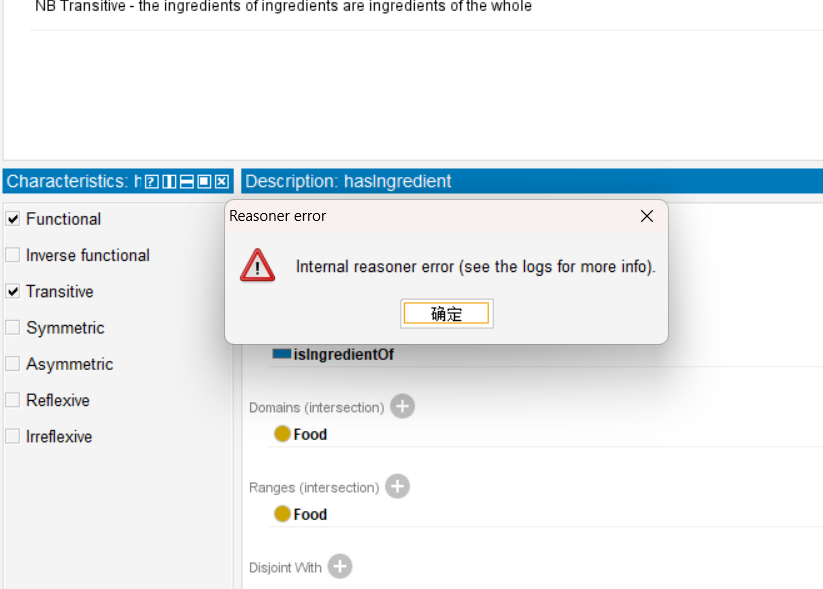 NB Transitive - the ingredients of ingredients are ingredients of the whole
Characteristics: h
Description: hasIngredient
Functional
Inverse functional
Transitive
Symmetric
Asymmetric
Reflexive
Irreflexive
Reasoner error
Internal reasoner error (see the logs for more info).
确定
isIngredientOf
Domains (intersection)
Food
Ranges (intersection)
Food
Disjoint With